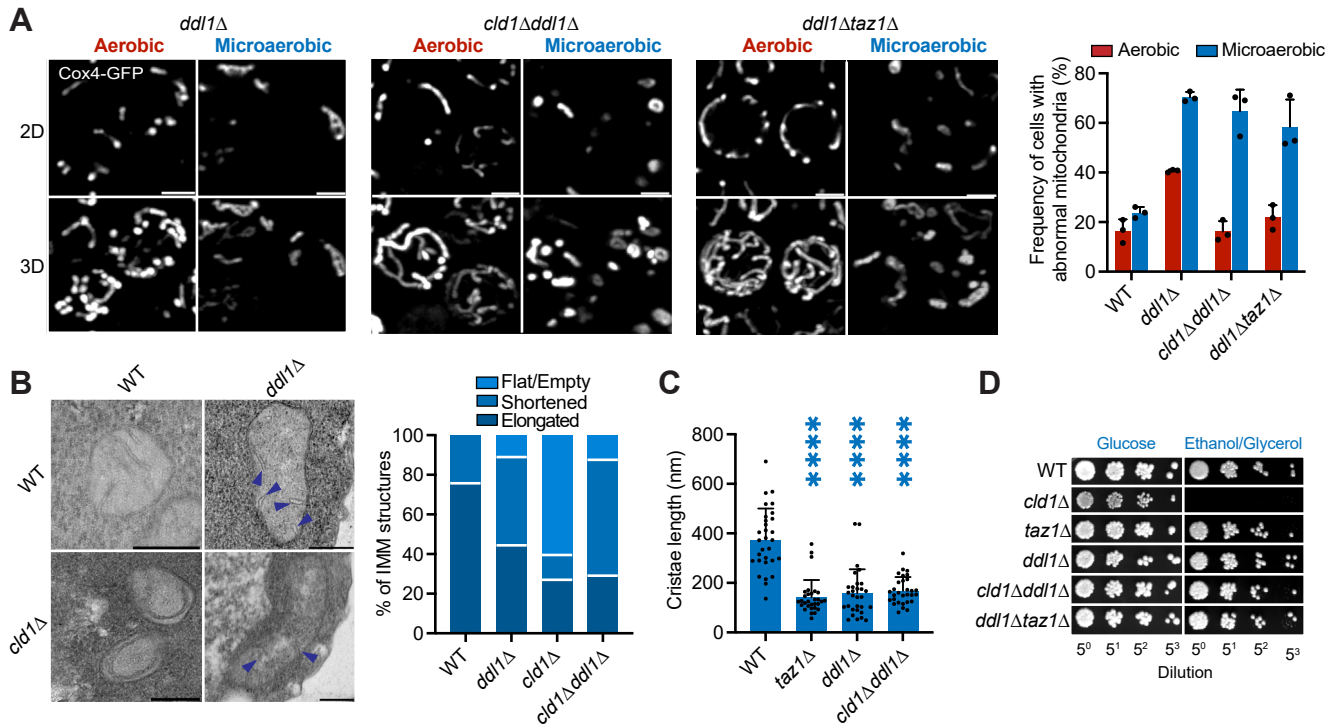 A
ddl1Δ
cld1Δddl1Δ
ddl1Δtaz1Δ
Aerobic Microaerobic
Aerobic Microaerobic
Aerobic Microaerobic
Cox4-GFP
2D
3D
Aerobic Microaerobic
Frequency of cells with
abnormal mitochondria (%)
80
60
40
20
0
WT
ddl1Δ
cld1Δddl1Δ
ddl1Δtaz1Δ
B
WT
ddl1Δ
WT
cld1Δ
Flat/Empty
Shortened
Elongated
% of IMM structures
100
80
60
40
20
0
WT
ddl1Δ
cld1Δ
cld1Δddl1Δ
C
Cristae length (nm)
800
600
400
200
0
****
****
****
WT
taz1Δ
ddl1Δ
cld1Δddl1Δ
D
Glucose Ethanol/Glycerol
WT
cld1Δ
taz1Δ
ddl1Δ
cld1Δddl1Δ
ddl1Δtaz1Δ
5⁰ 5¹ 5² 5³ 5⁰ 5¹ 5² 5³
Dilution